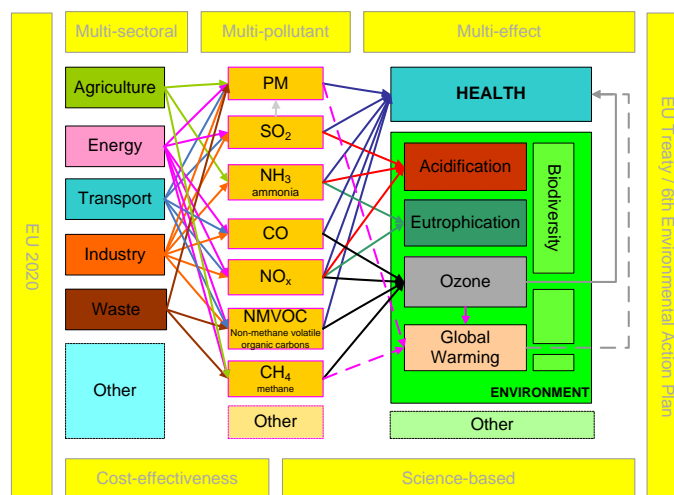 Multi-sectoral
Multi-pollutant
Multi-effect
EU 2020
Agriculture
Energy
Transport
Industry
Waste
Other
PM
SO₂
NH₃
ammonia
CO
NOₓ
NMVOC
Non-methane volatile
organic carbons
CH₄
methane
Other
HEALTH
Acidification
Eutrophication
Ozone
Global
Warming
Biodiversity
ENVIRONMENT
Other
EU Treaty / 6th Environmental Action Plan
Cost-effectiveness
Science-based